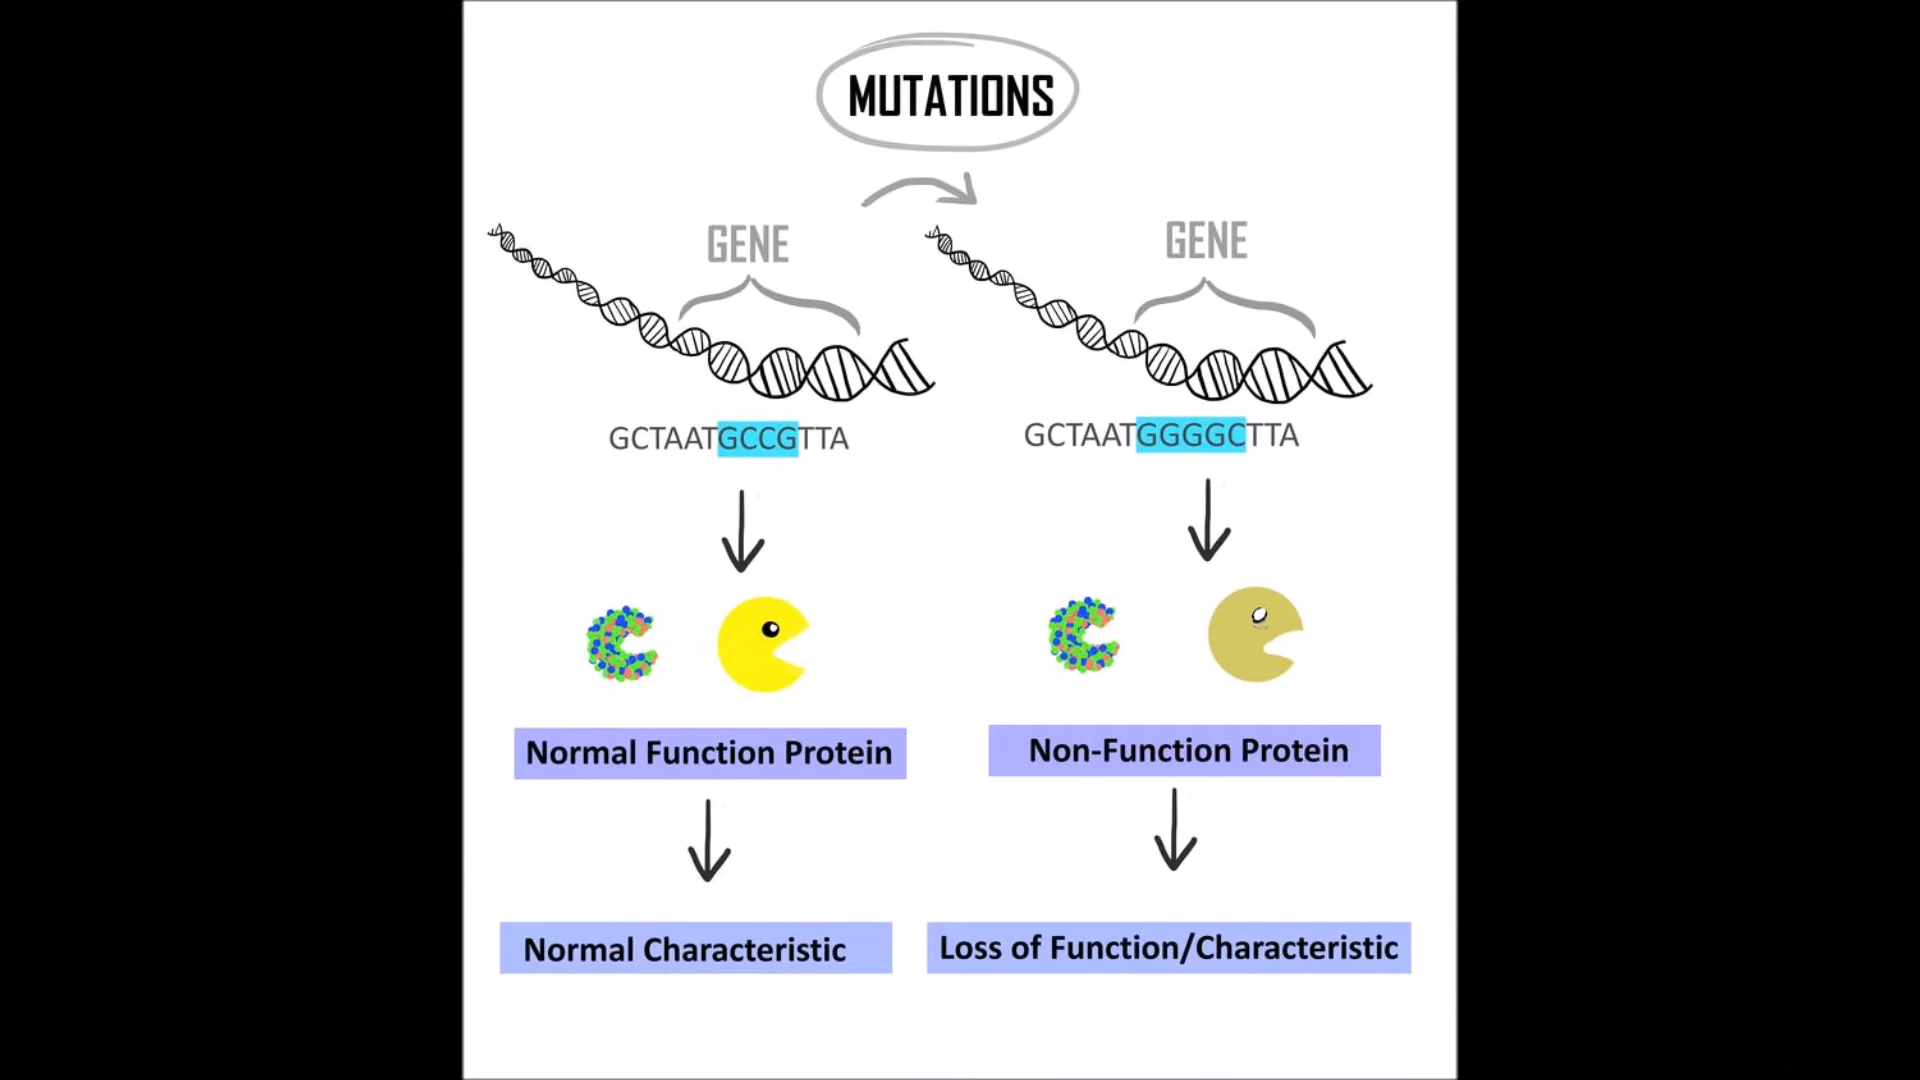 MUTATIONS
GENE
GENE
GCTAATGCCGTTA
GCTAATGGGGCTTA
Normal Function Protein
Non-Function Protein
Normal Characteristic
Loss of Function/Characteristic